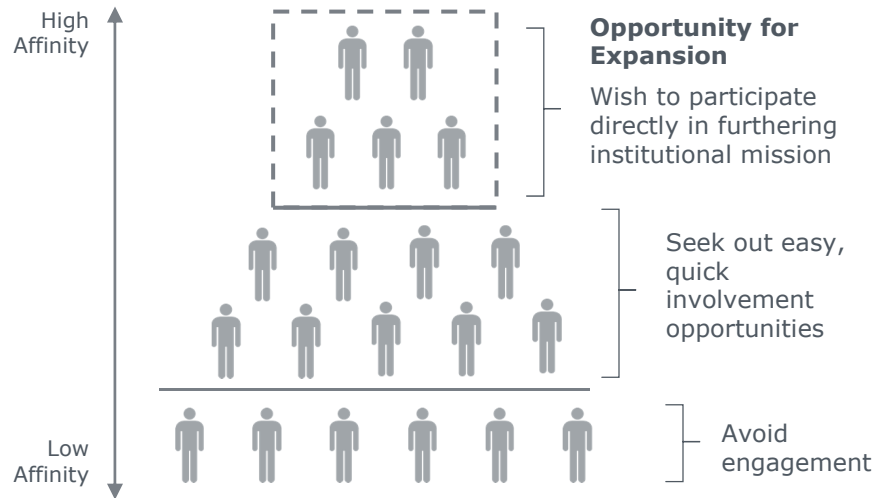 High
Affinity
Opportunity for
Expansion
Wish to participate
directly in furthering
institutional mission
Seek out easy,
quick
involvement
opportunities
Low
Affinity
Avoid
engagement